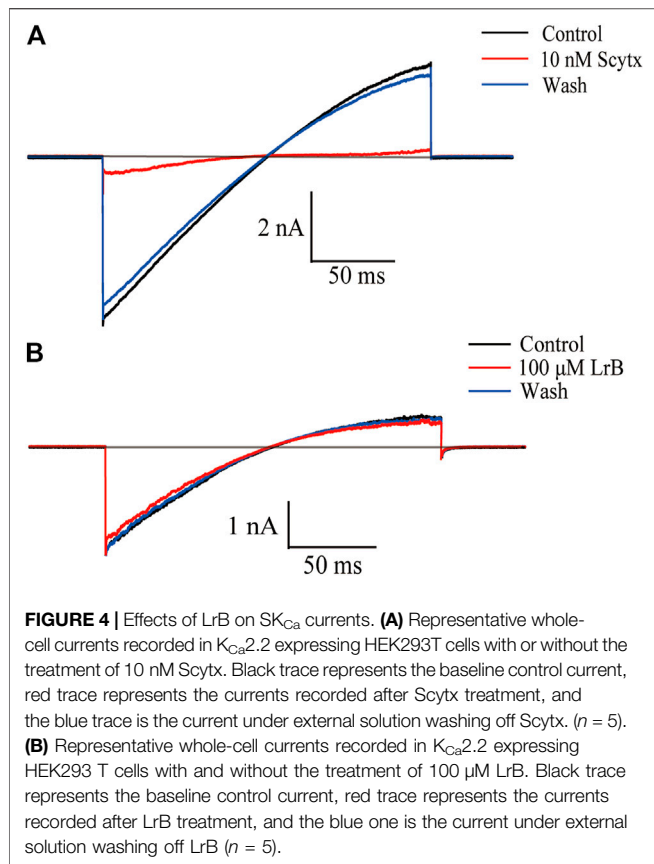 A
Control
10 nM Scytx
Wash
2 nA
50 ms
B
Control
100 μM LrB
Wash
1 nA
50 ms
FIGURE 4 | Effects of LrB on SKCa currents. (A) Representative whole-
cell currents recorded in KCa2.2 expressing HEK293T cells with or without the
treatment of 10 nM Scytx. Black trace represents the baseline control current,
red trace represents the currents recorded after Scytx treatment, and
the blue trace is the current under external solution washing off Scytx. (n = 5).
(B) Representative whole-cell currents recorded in KCa2.2 expressing
HEK293 T cells with and without the treatment of 100 μM LrB. Black trace
represents the baseline control current, red trace represents the currents
recorded after LrB treatment, and the blue one is the current under external
solution washing off LrB (n = 5).